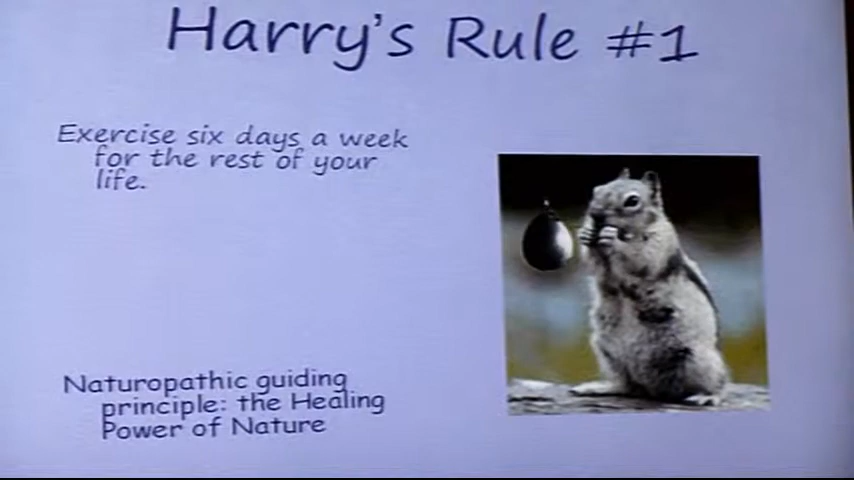 Harry's Rule #1
Exercise six days a week
for the rest of your
life.
Naturopathic guiding
principle: the Healing
Power of Nature